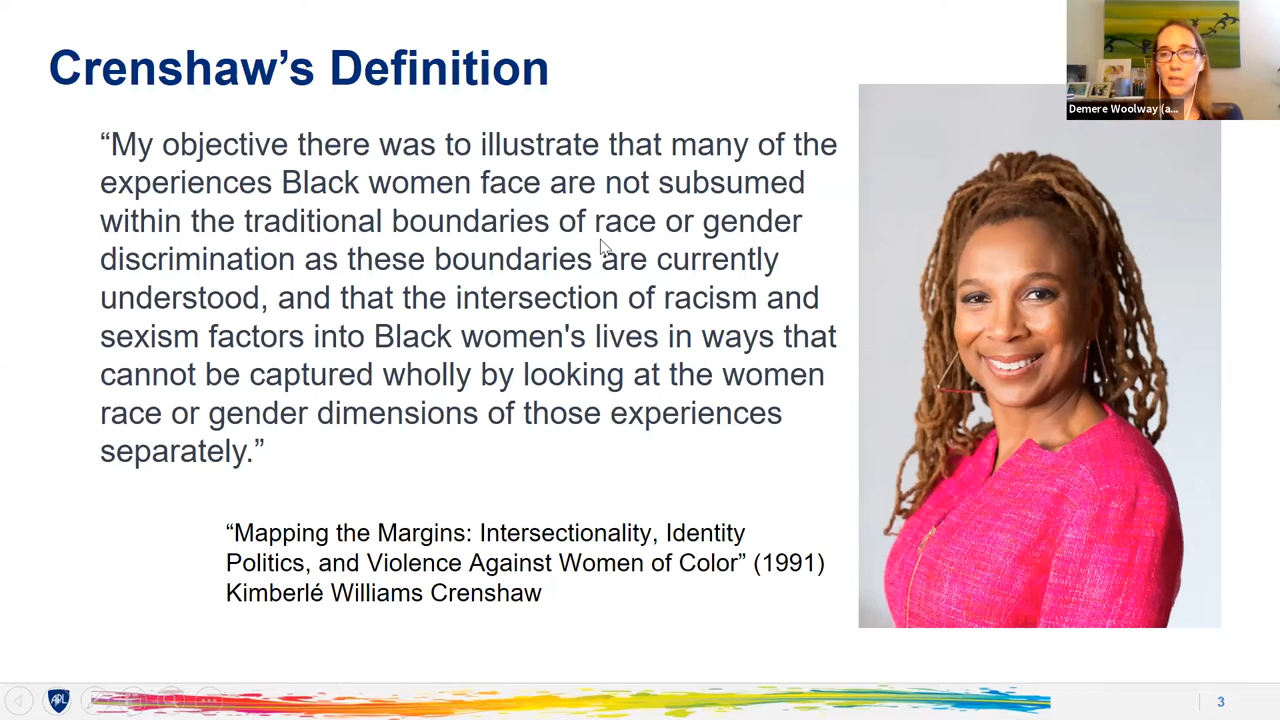 Crenshaw’s Definition
“My objective there was to illustrate that many of the
experiences Black women face are not subsumed
within the traditional boundaries of race or gender
discrimination as these boundaries are currently
understood, and that the intersection of racism and
sexism factors into Black women's lives in ways that
cannot be captured wholly by looking at the women
race or gender dimensions of those experiences
separately.”
“Mapping the Margins: Intersectionality, Identity
Politics, and Violence Against Women of Color” (1991)
Kimberlé Williams Crenshaw
Demere Woolway (a...
APL
3